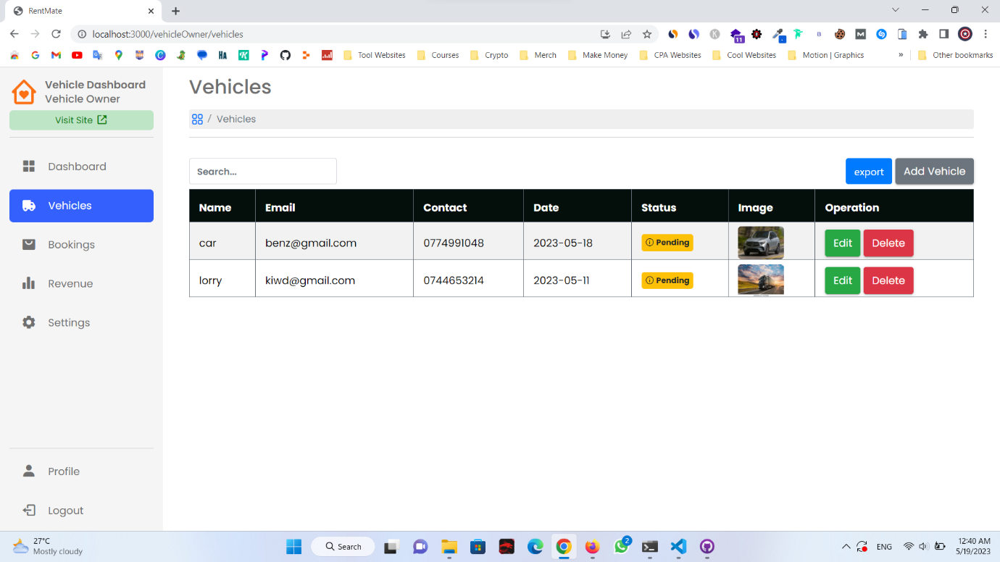 RentMate
localhost:3000/vehicleOwner/vehicles
11
Tool Websites
Courses
Crypto
Merch
Make Money
CPA Websites
Cool Websites
Motion | Graphics
»
Other bookmarks
Vehicle Dashboard
Vehicle Owner
Visit Site
Dashboard
Vehicles
Bookings
Revenue
Settings
Profile
Logout
Vehicles
/ Vehicles
Search...
export
Add Vehicle
Name Email Contact Date Status Image Operation
car benz@gmail.com 0774991048 2023-05-18 Pending Edit Delete
lorry kiwd@gmail.com 0744653214 2023-05-11 Pending Edit Delete
27°C
Mostly cloudy
Search
2
ENG
12:40 AM
5/19/2023